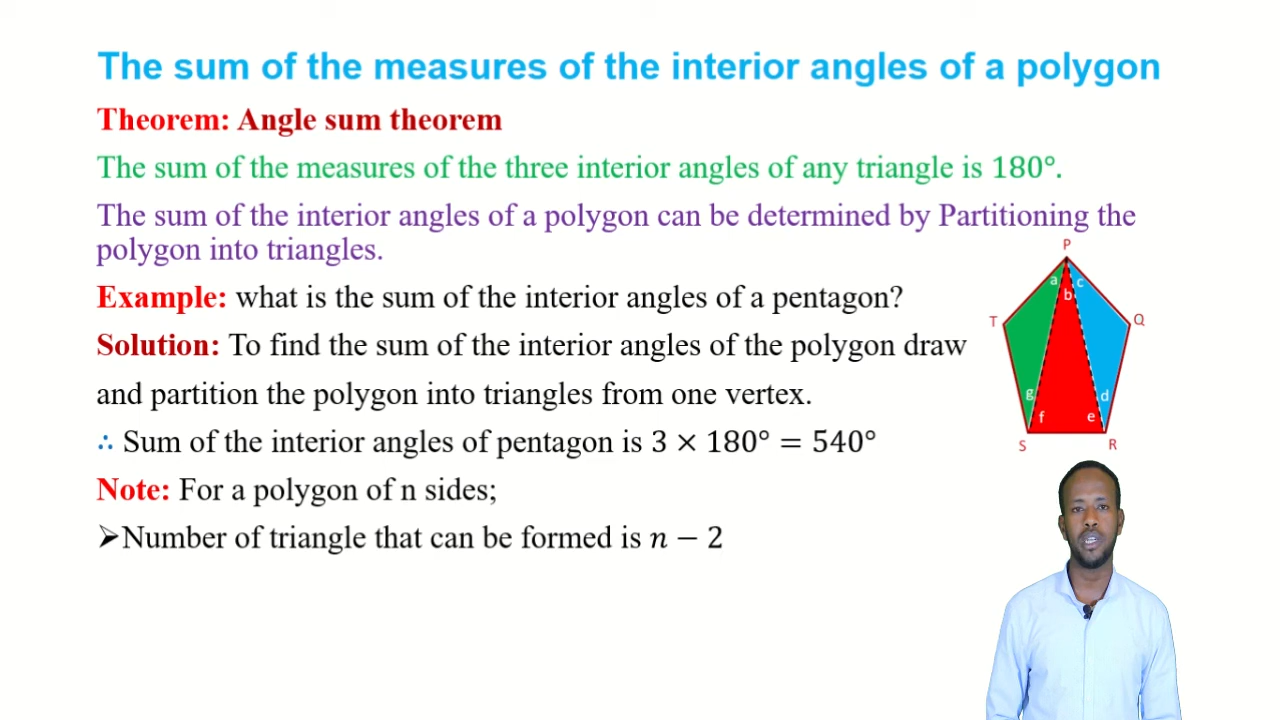 The sum of the measures of the interior angles of a polygon
Theorem: Angle sum theorem
The sum of the measures of the three interior angles of any triangle is 180°.
The sum of the interior angles of a polygon can be determined by Partitioning the
polygon into triangles.
Example: what is the sum of the interior angles of a pentagon?
Solution: To find the sum of the interior angles of the polygon draw
and partition the polygon into triangles from one vertex.
∴ Sum of the interior angles of pentagon is 3 × 180° = 540°
Note: For a polygon of n sides;
➢Number of triangle that can be formed is n − 2
P
a c
b
T Q
g d
f e
S R